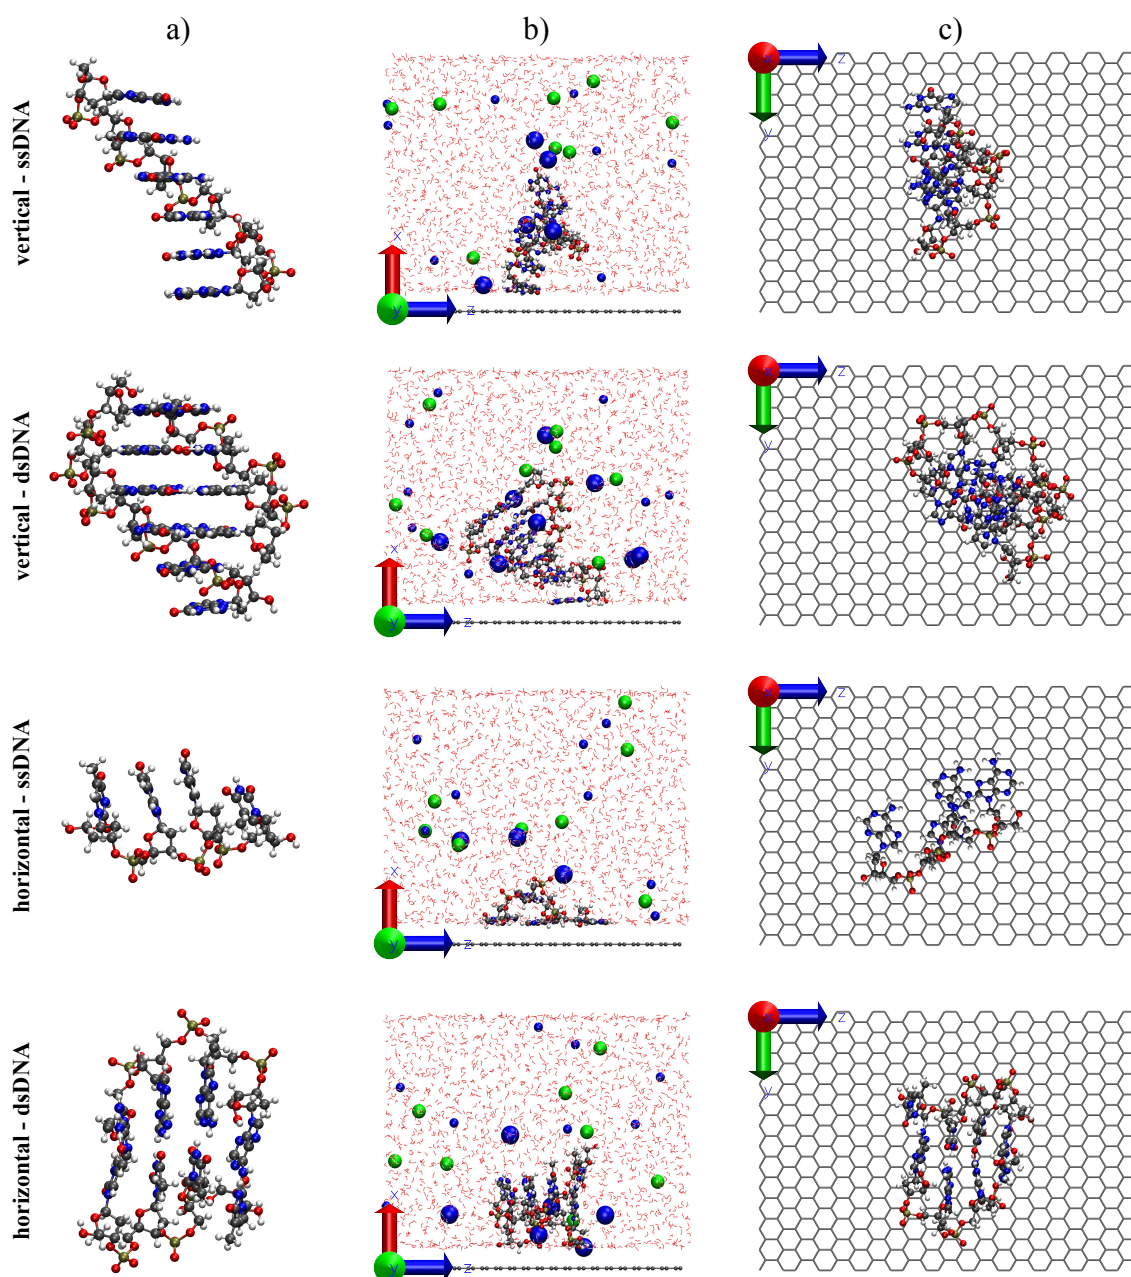 a) b) c)
vertical - ssDNA
x
y z
x z
y
vertical - dsDNA
x
y z
x z
y
horizontal - ssDNA
x
y z
x z
y
horizontal - dsDNA
x
y z
x z
y